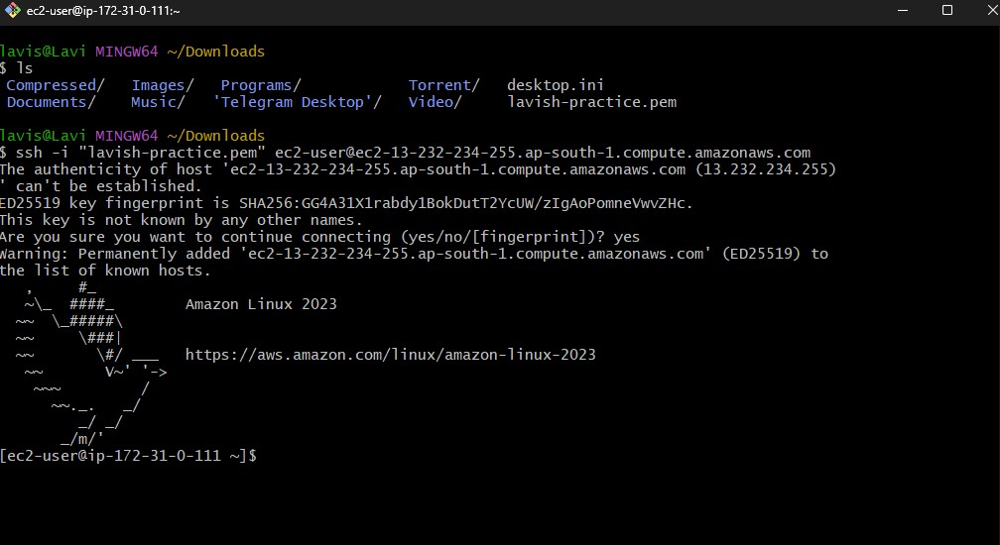 ec2-user@ip-172-31-0-111:~
lavis@Lavi MINGW64 ~/Downloads
$ ls
 Compressed/   Images/   Programs/            Torrent/   desktop.ini
 Documents/    Music/   'Telegram Desktop'/   Video/     lavish-practice.pem
lavis@Lavi MINGW64 ~/Downloads
$ ssh -i "lavish-practice.pem" ec2-user@ec2-13-232-234-255.ap-south-1.compute.amazonaws.com
The authenticity of host 'ec2-13-232-234-255.ap-south-1.compute.amazonaws.com (13.232.234.255)
' can't be established.
ED25519 key fingerprint is SHA256:GG4A31X1rabdy1BokDutT2YcUW/zIgAoPomneVwvZHc.
This key is not known by any other names.
Are you sure you want to continue connecting (yes/no/[fingerprint])? yes
Warning: Permanently added 'ec2-13-232-234-255.ap-south-1.compute.amazonaws.com' (ED25519) to
the list of known hosts.
   ,     #_
   ~\_  ####_        Amazon Linux 2023
  ~~  \_#####\
  ~~     \###|
  ~~       \#/ ___   https://aws.amazon.com/linux/amazon-linux-2023
   ~~       V~' '->
    ~~~         /
      ~~._.   _/
         _/ _/
       _/m/'
[ec2-user@ip-172-31-0-111 ~]$